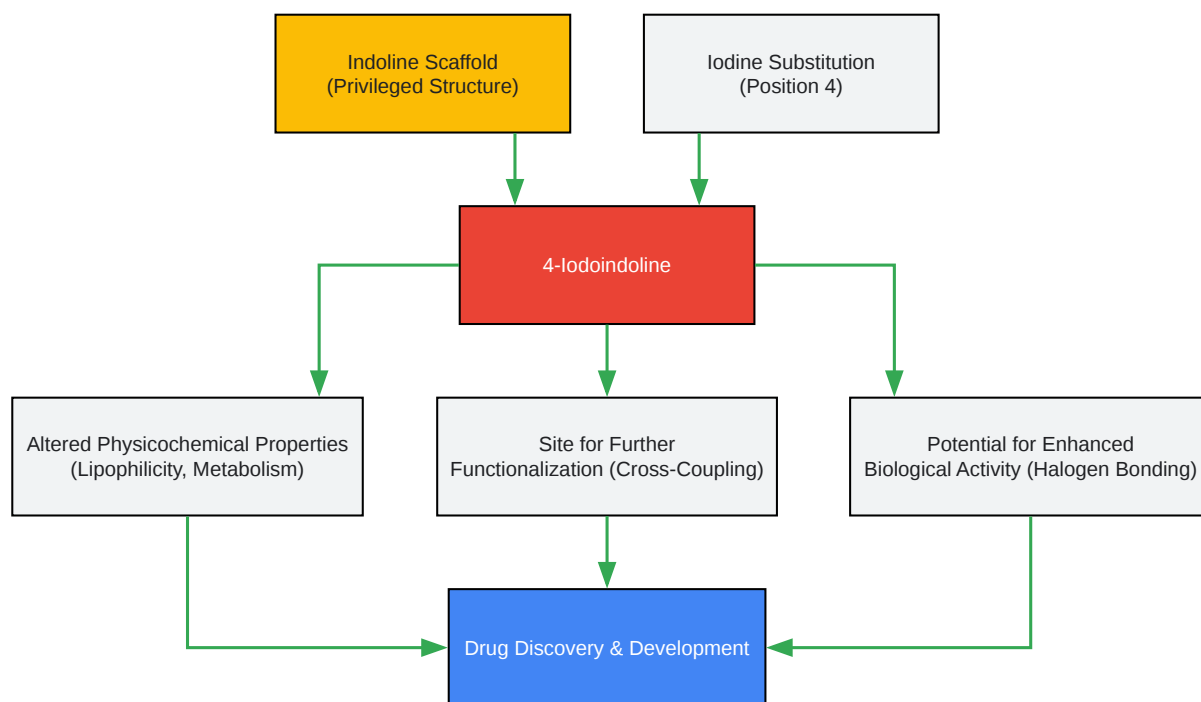 Indoline Scaffold
(Privileged Structure)
Iodine Substitution
(Position 4)
4-Iodoindoline
Altered Physicochemical Properties
(Lipophilicity, Metabolism)
Site for Further
Functionalization (Cross-Coupling)
Potential for Enhanced
Biological Activity (Halogen Bonding)
Drug Discovery & Development